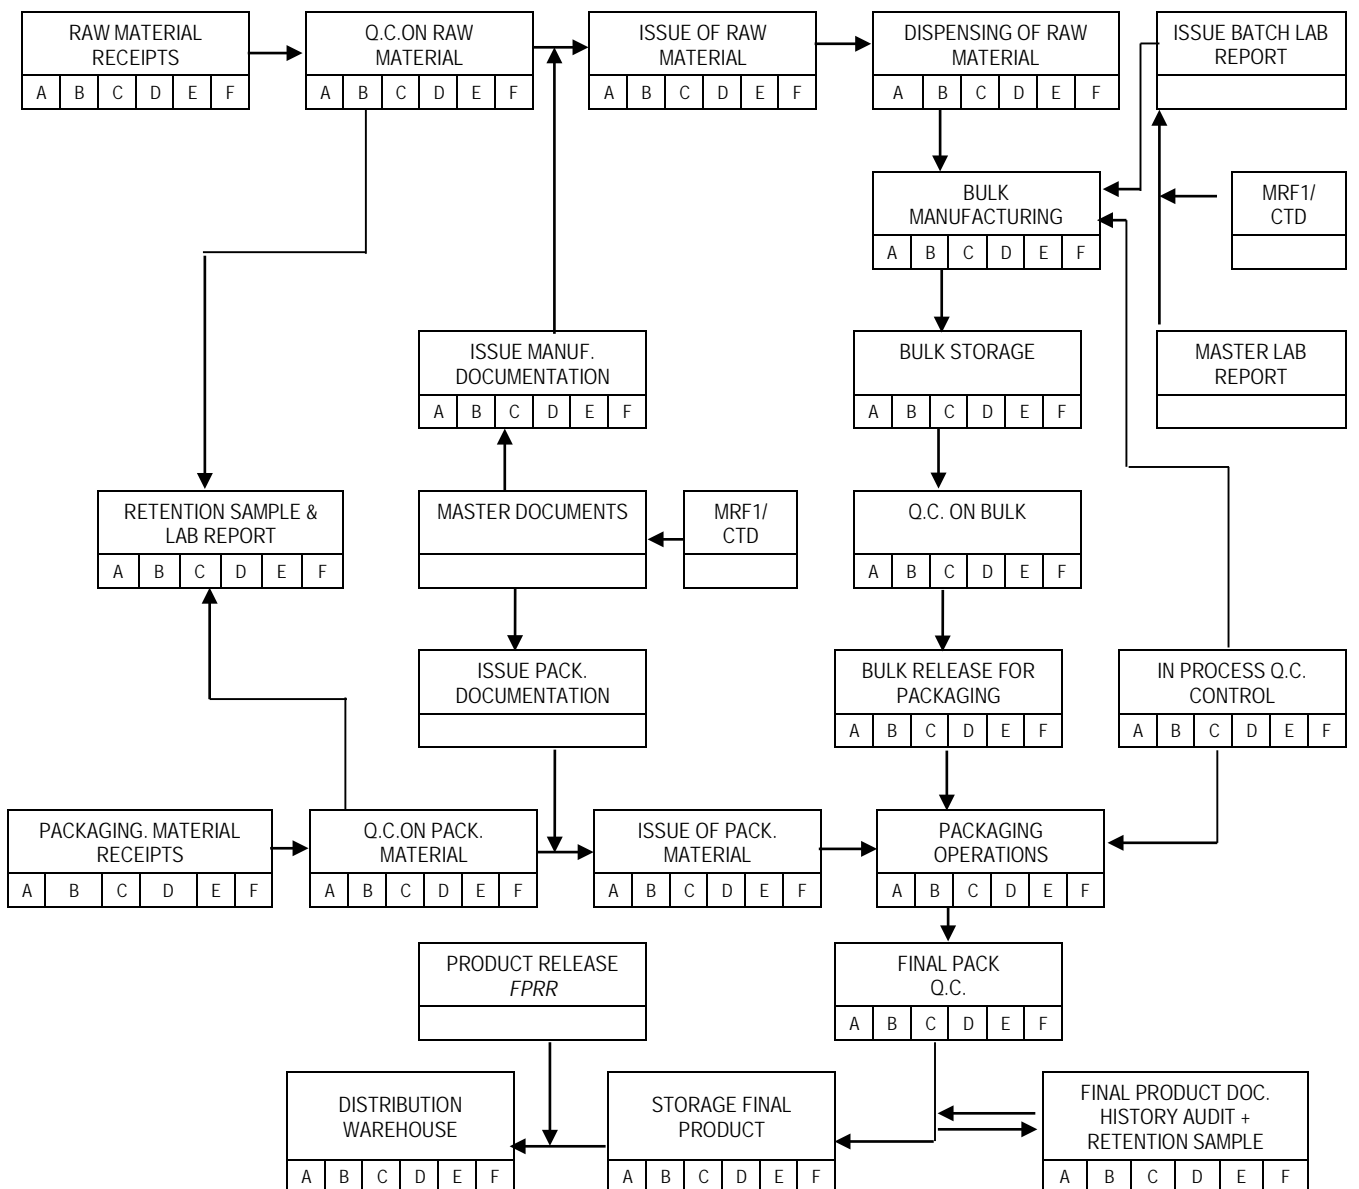 RAW MATERIAL
RECEIPTS
A B C D E F
Q.C.ON RAW
MATERIAL
A B C D E F
ISSUE OF RAW
MATERIAL
A B C D E F
DISPENSING OF RAW
MATERIAL
A B C D E F
ISSUE BATCH LAB
REPORT
BULK
MANUFACTURING
A B C D E F
MRF1/
CTD
ISSUE MANUF.
DOCUMENTATION
A B C D E F
BULK STORAGE
A B C D E F
MASTER LAB
REPORT
RETENTION SAMPLE &
LAB REPORT
A B C D E F
MASTER DOCUMENTS
MRF1/
CTD
Q.C. ON BULK
A B C D E F
ISSUE PACK.
DOCUMENTATION
BULK RELEASE FOR
PACKAGING
A B C D E F
IN PROCESS Q.C.
CONTROL
A B C D E F
PACKAGING. MATERIAL
RECEIPTS
A B C D E F
Q.C.ON PACK.
MATERIAL
A B C D E F
ISSUE OF PACK.
MATERIAL
A B C D E F
PACKAGING
OPERATIONS
A B C D E F
PRODUCT RELEASE
FPRR
FINAL PACK
Q.C.
A B C D E F
DISTRIBUTION
WAREHOUSE
A B C D E F
STORAGE FINAL
PRODUCT
A B C D E F
FINAL PRODUCT DOC.
HISTORY AUDIT +
RETENTION SAMPLE
A B C D E F